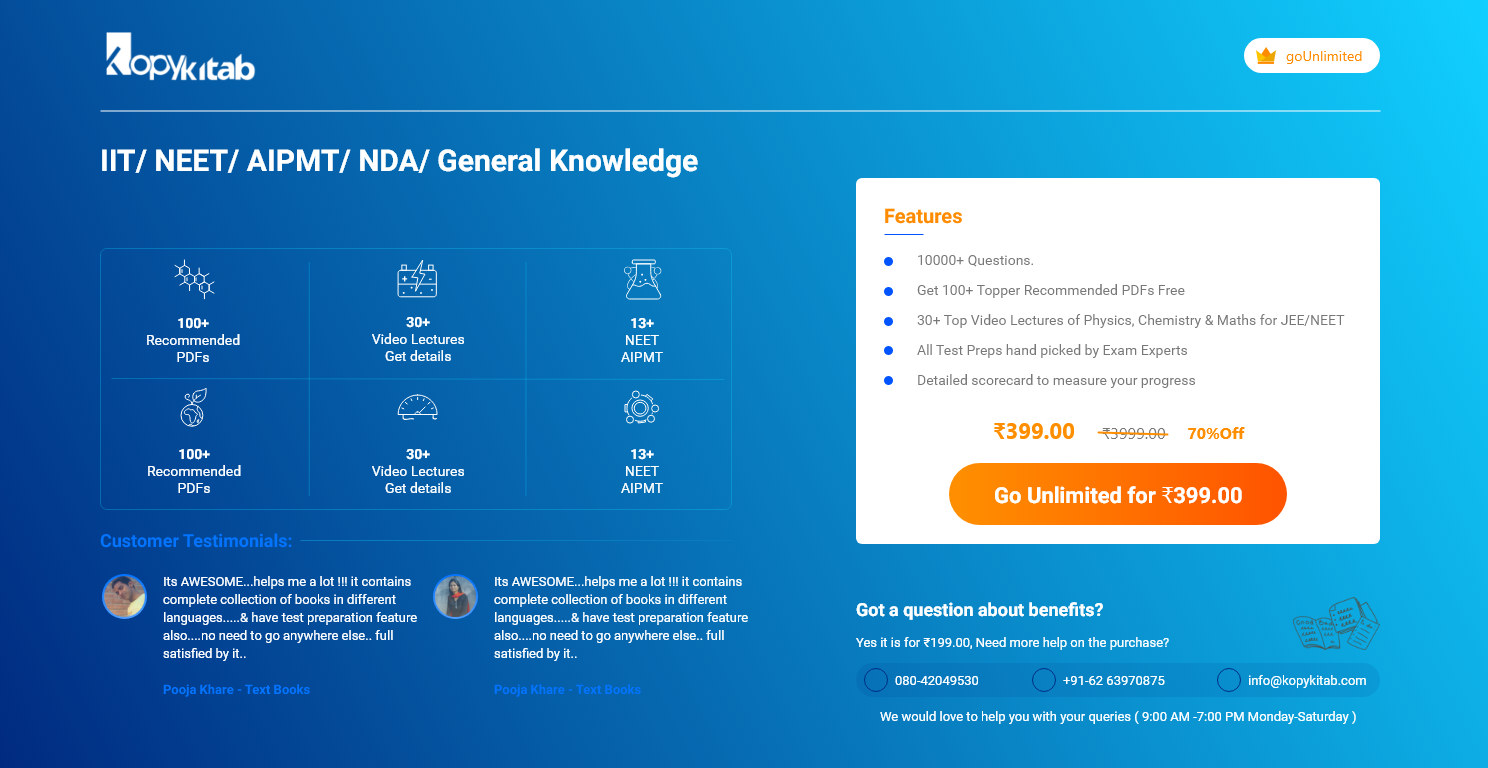 Kopykitab
goUnlimited
IIT/ NEET/ AIPMT/ NDA/ General Knowledge
100+
Recommended
PDFs
30+
Video Lectures
Get details
13+
NEET
AIPMT
100+
Recommended
PDFs
30+
Video Lectures
Get details
13+
NEET
AIPMT
Customer Testimonials:
Its AWESOME...helps me a lot !!! it contains
complete collection of books in different
languages.....& have test preparation feature
also....no need to go anywhere else.. full
satisfied by it..
Pooja Khare - Text Books
Its AWESOME...helps me a lot !!! it contains
complete collection of books in different
languages.....& have test preparation feature
also....no need to go anywhere else.. full
satisfied by it..
Pooja Khare - Text Books
Features
10000+ Questions.
Get 100+ Topper Recommended PDFs Free
30+ Top Video Lectures of Physics, Chemistry & Maths for JEE/NEET
All Test Preps hand picked by Exam Experts
Detailed scorecard to measure your progress
₹399.00 ₹3999.00 70%Off
Go Unlimited for ₹399.00
Got a question about benefits?
Yes it is for ₹199.00, Need more help on the purchase?
080-42049530 +91-62 63970875 info@kopykitab.com
We would love to help you with your queries ( 9:00 AM -7:00 PM Monday-Saturday )